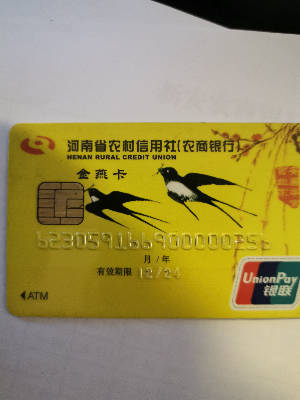 河南省农村信用社(农商银行)
HENAN RURAL CREDIT UNION
金燕卡
月/年
有效期限 12/24
ATM
UnionPay
银联